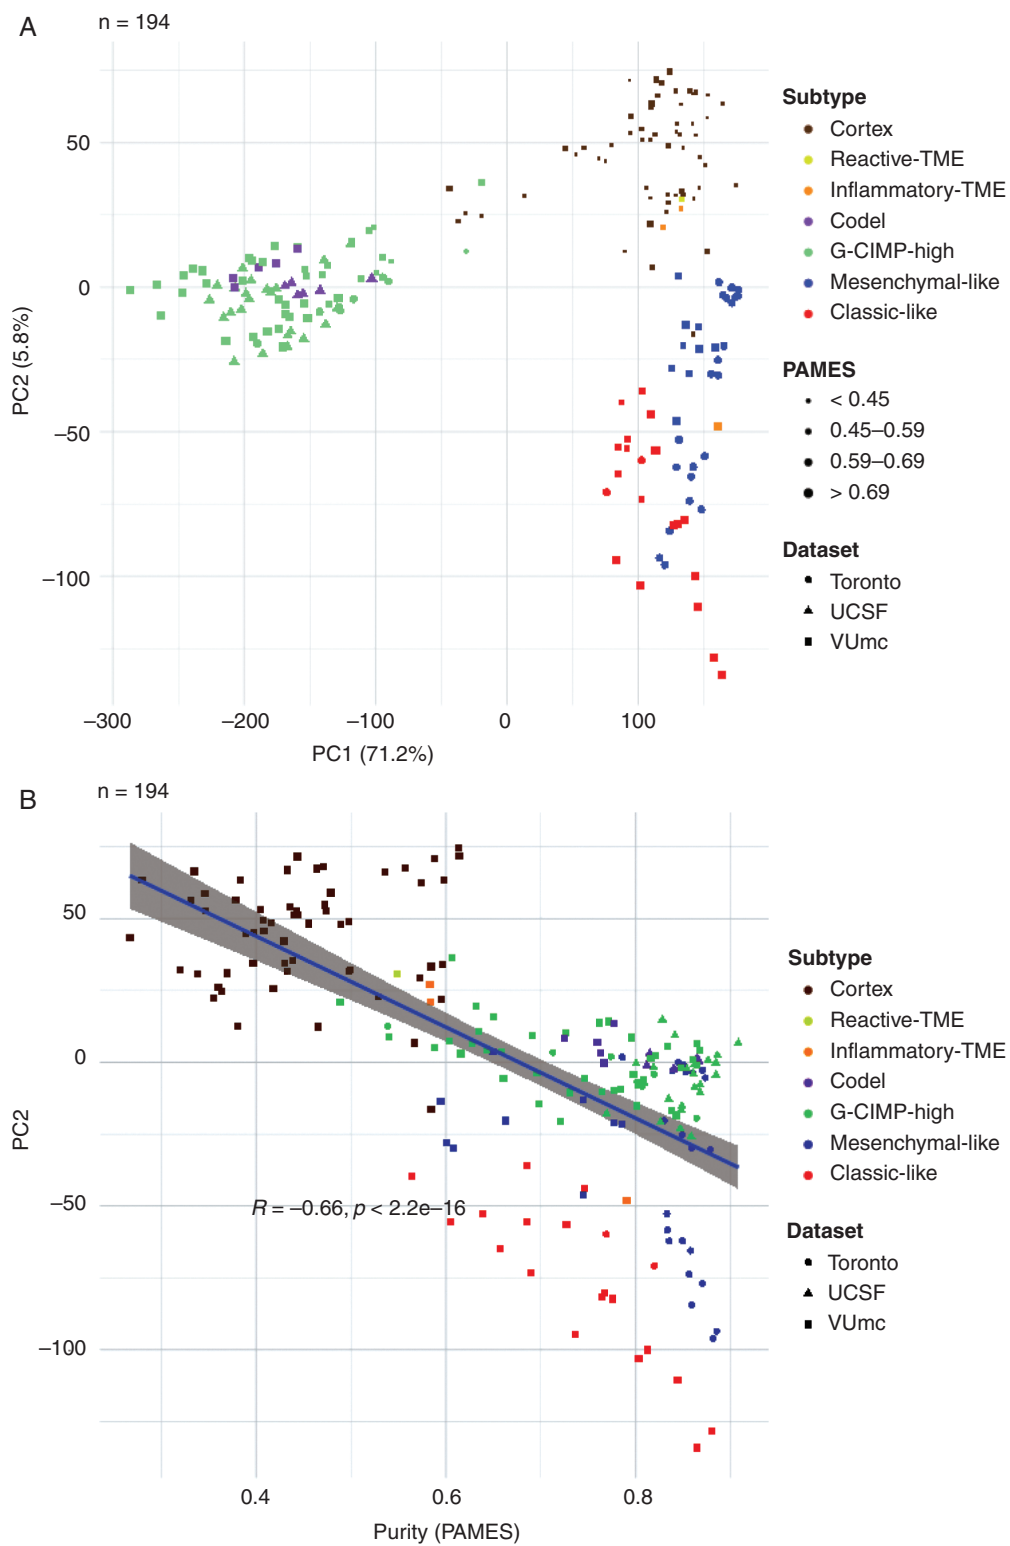 A
n = 194
50
0
−50
−100
PC2 (5.8%)
−300 −200 −100 0 100
PC1 (71.2%)
Subtype
Cortex
Reactive-TME
Inflammatory-TME
Codel
G-CIMP-high
Mesenchymal-like
Classic-like
PAMES
< 0.45
0.45–0.59
0.59–0.69
> 0.69
Dataset
Toronto
UCSF
VUmc
B
n = 194
50
0
−50
−100
PC2
R = −0.66, p < 2.2e−16
0.4 0.6 0.8
Purity (PAMES)
Subtype
Cortex
Reactive-TME
Inflammatory-TME
Codel
G-CIMP-high
Mesenchymal-like
Classic-like
Dataset
Toronto
UCSF
VUmc